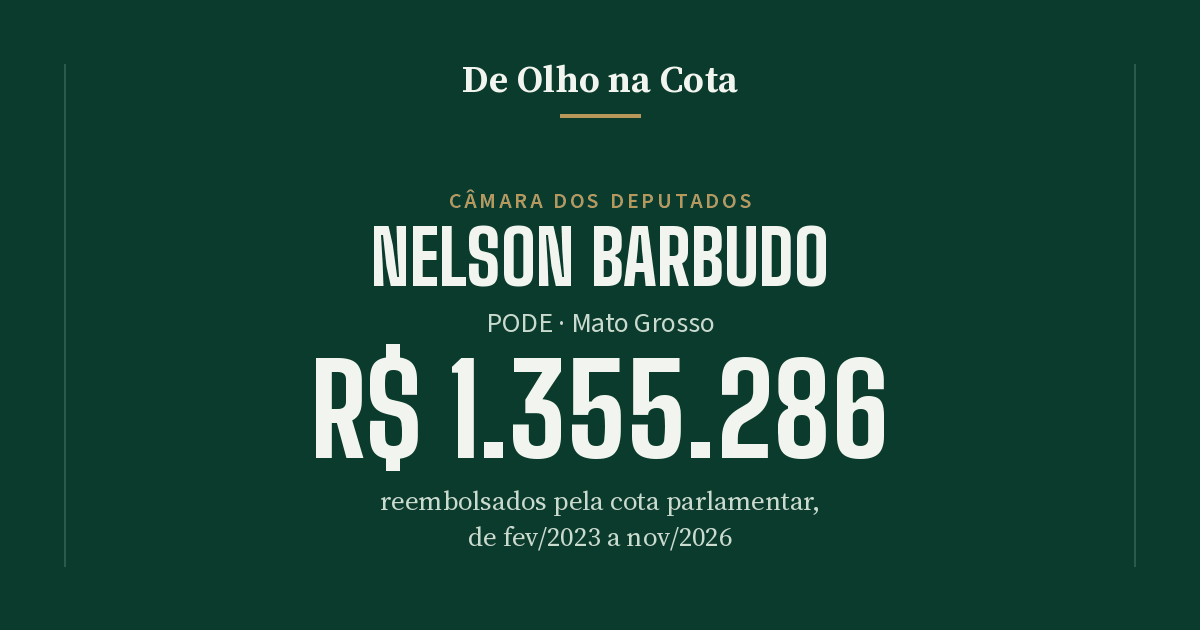 De Olho na Cota
CÂMARA DOS DEPUTADOS
NELSON BARBUDO
PODE · Mato Grosso
R$ 1.355.286
reembolsados pela cota parlamentar,
de fev/2023 a nov/2026